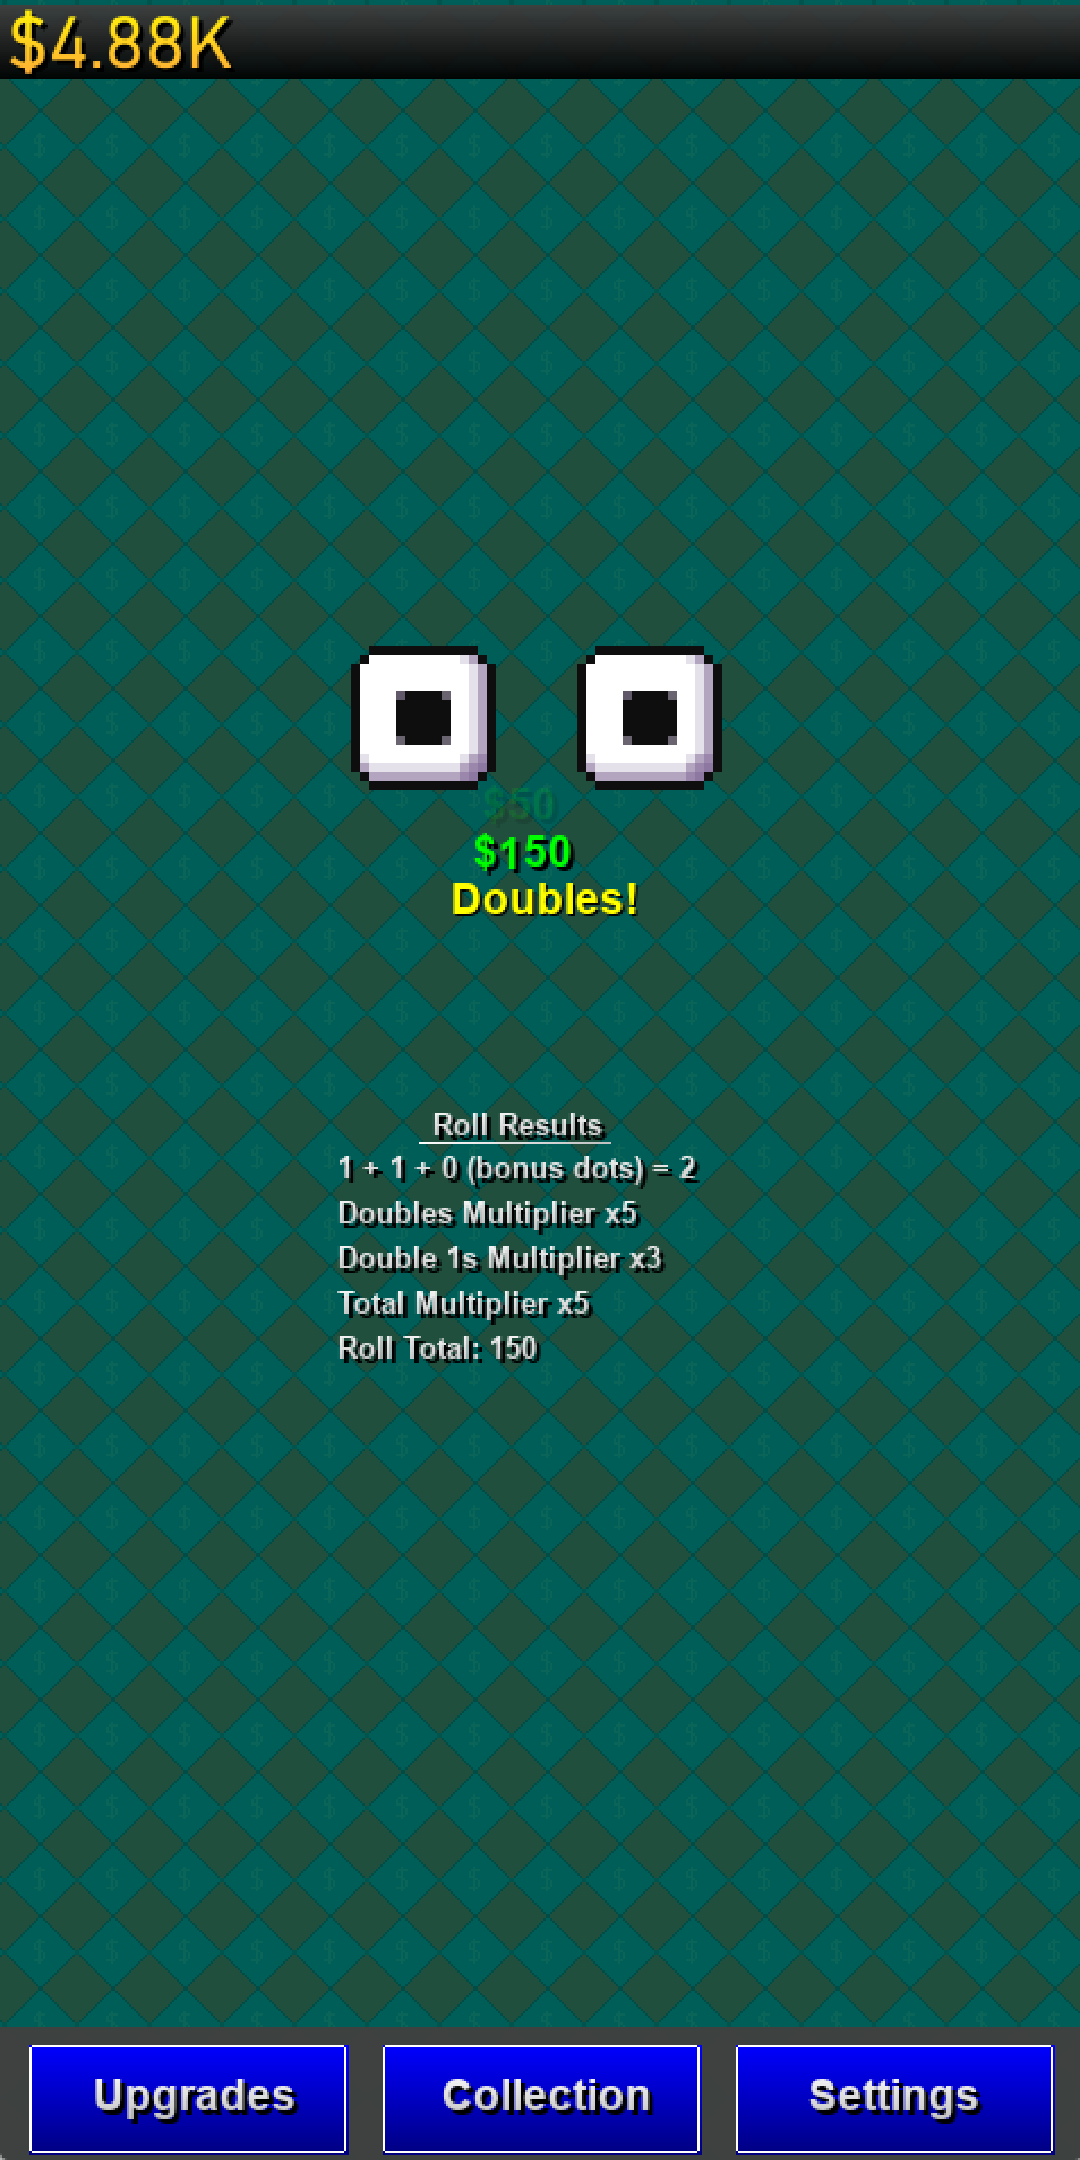 $4.88K
$50
$150
Doubles!
Roll Results
1 + 1 + 0 (bonus dots) = 2
Doubles Multiplier x5
Double 1s Multiplier x3
Total Multiplier x5
Roll Total: 150
Upgrades
Collection
Settings